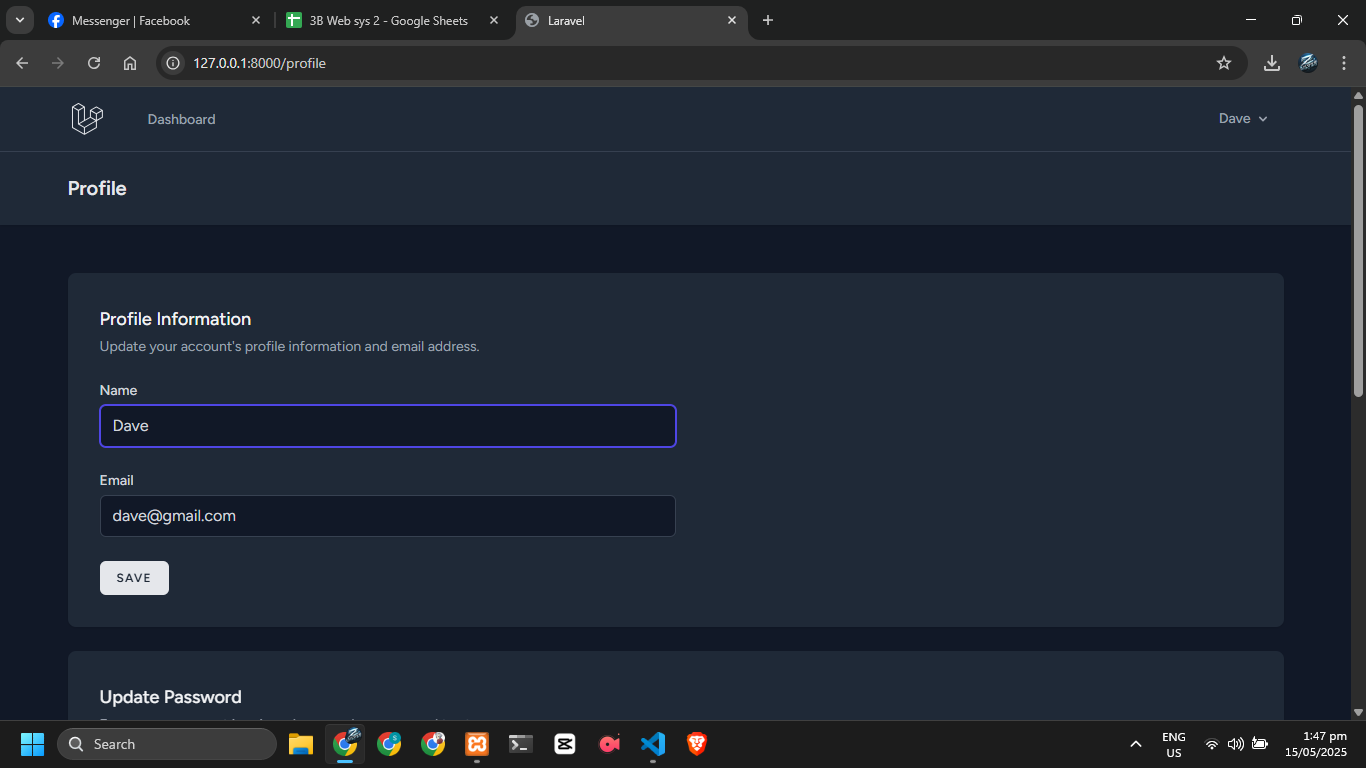 Messenger | Facebook
3B Web sys 2 - Google Sheets
Laravel
127.0.0.1:8000/profile
Dashboard
Dave
Profile
Profile Information
Update your account's profile information and email address.
Name
Dave
Email
dave@gmail.com
SAVE
Update Password
Search
ENG
US
1:47 pm
15/05/2025